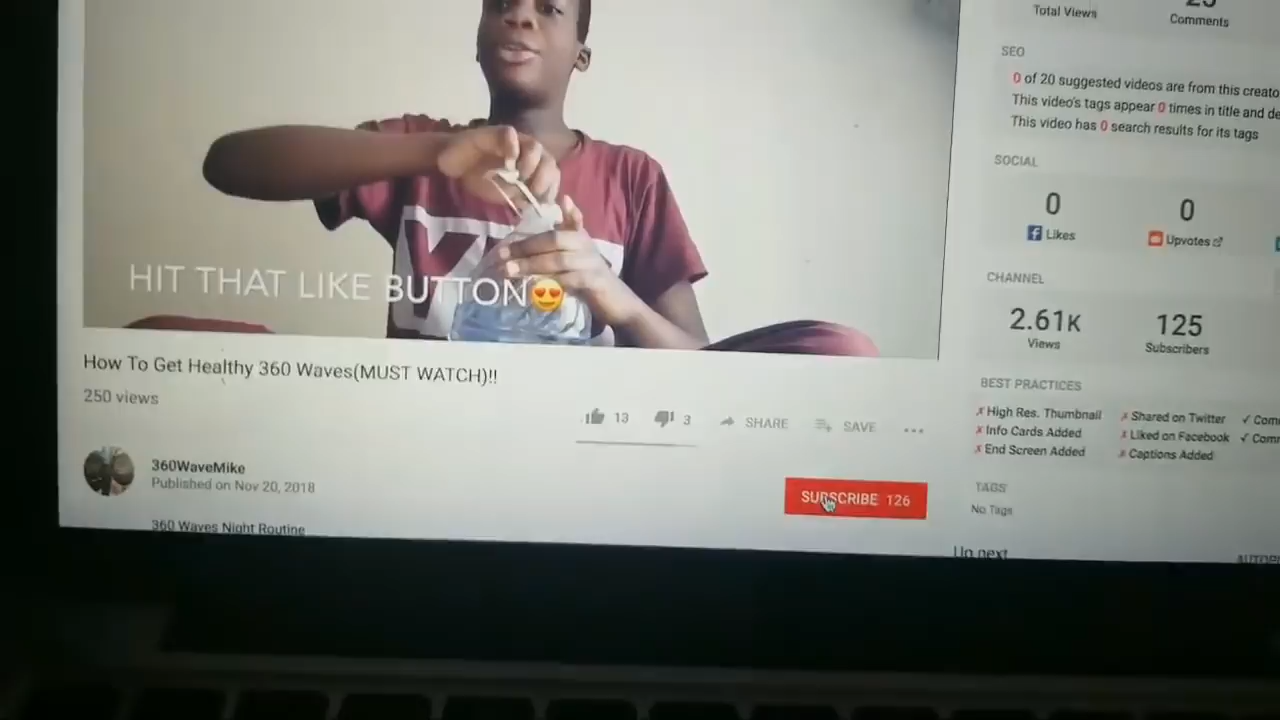 Total Views
Comments
SEO
0 of 20 suggested videos are from this creato
This video's tags appear 0 times in title and de
This video has 0 search results for its tags
SOCIAL
0
0
Likes
Upvotes
CHANNEL
2.61K
125
Views
Subscribers
BEST PRACTICES
✗ High Res. Thumbnail ✗ Shared on Twitter ✓ Com
✗ Info Cards Added ✗ Liked on Facebook ✓ Com
✗ End Screen Added ✗ Captions Added
TAGS
No Tags
HIT THAT LIKE BUTTON😍
How To Get Healthy 360 Waves(MUST WATCH)!!
250 views
13 3 SHARE SAVE
360WaveMike
Published on Nov 20, 2018
SUBSCRIBE 126
360 Waves Night Routine
Up next